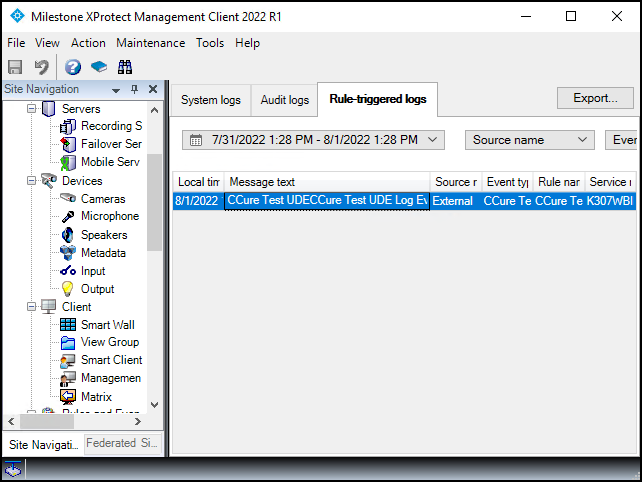 Milestone XProtect Management Client 2022 R1
File View Action Maintenance Tools Help
Site Navigation
Servers
Recording S
Failover Ser
Mobile Serv
Devices
Cameras
Microphone
Speakers
Metadata
Input
Output
Client
Smart Wall
View Group
Smart Client
Managemen
Matrix
Site Navigati... Federated Si...
System logs Audit logs Rule-triggered logs Export...
7/31/2022 1:28 PM - 8/1/2022 1:28 PM Source name Even
Local tim Message text Source n Event typ Rule nar Service
8/1/2022 CCure Test UDECCure Test UDE Log Ev External CCure Te CCure Te K307WBI